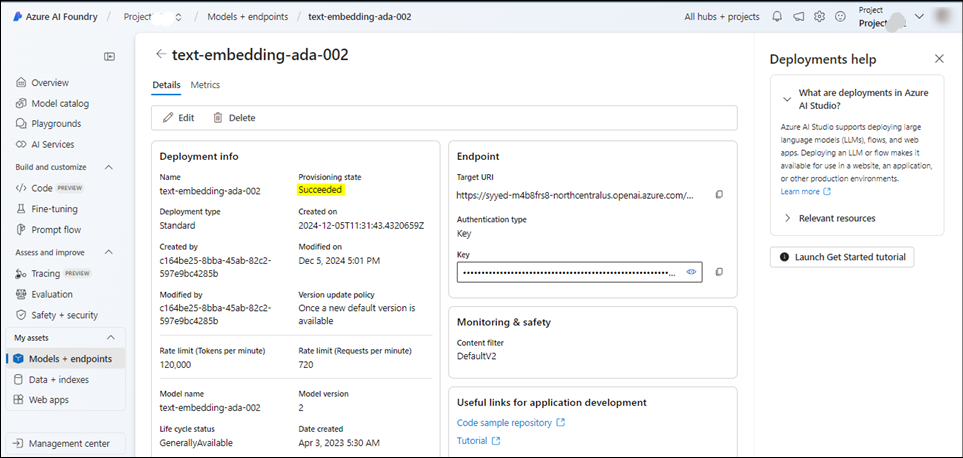 Azure AI Foundry / Project / Models + endpoints / text-embedding-ada-002
All hubs + projects
Project
Project
text-embedding-ada-002
Details Metrics
Edit Delete
Overview
Model catalog
Playgrounds
AI Services
Build and customize
Code PREVIEW
Fine-tuning
Prompt flow
Assess and improve
Tracing PREVIEW
Evaluation
Safety + security
My assets
Models + endpoints
Data + indexes
Web apps
Management center
Deployment info
Name Provisioning state
text-embedding-ada-002 Succeeded
Deployment type Created on
Standard 2024-12-05T11:31:43.4320659Z
Created by Modified on
c164be25-8bba-45ab-82c2- Dec 5, 2024 5:01 PM
597e9bc4285b
Modified by Version update policy
c164be25-8bba-45ab-82c2- Once a new default version is
597e9bc4285b available
Rate limit (Tokens per minute) Rate limit (Requests per minute)
120,000 720
Model name Model version
text-embedding-ada-002 2
Life cycle status Date created
GenerallyAvailable Apr 3, 2023 5:30 AM
Endpoint
Target URI
https://syyed-m4b8frs8-northcentralus.openai.azure.com/...
Authentication type
Key
Key
••••••••••••••••••••••••••••••••••••••••••••••••••••••••...
Monitoring & safety
Content filter
DefaultV2
Useful links for application development
Code sample repository
Tutorial
Deployments help
What are deployments in Azure
AI Studio?
Azure AI Studio supports deploying large
language models (LLMs), flows, and web
apps. Deploying an LLM or flow makes it
available for use in a website, an application,
or other production environments.
Learn more
Relevant resources
Launch Get Started tutorial